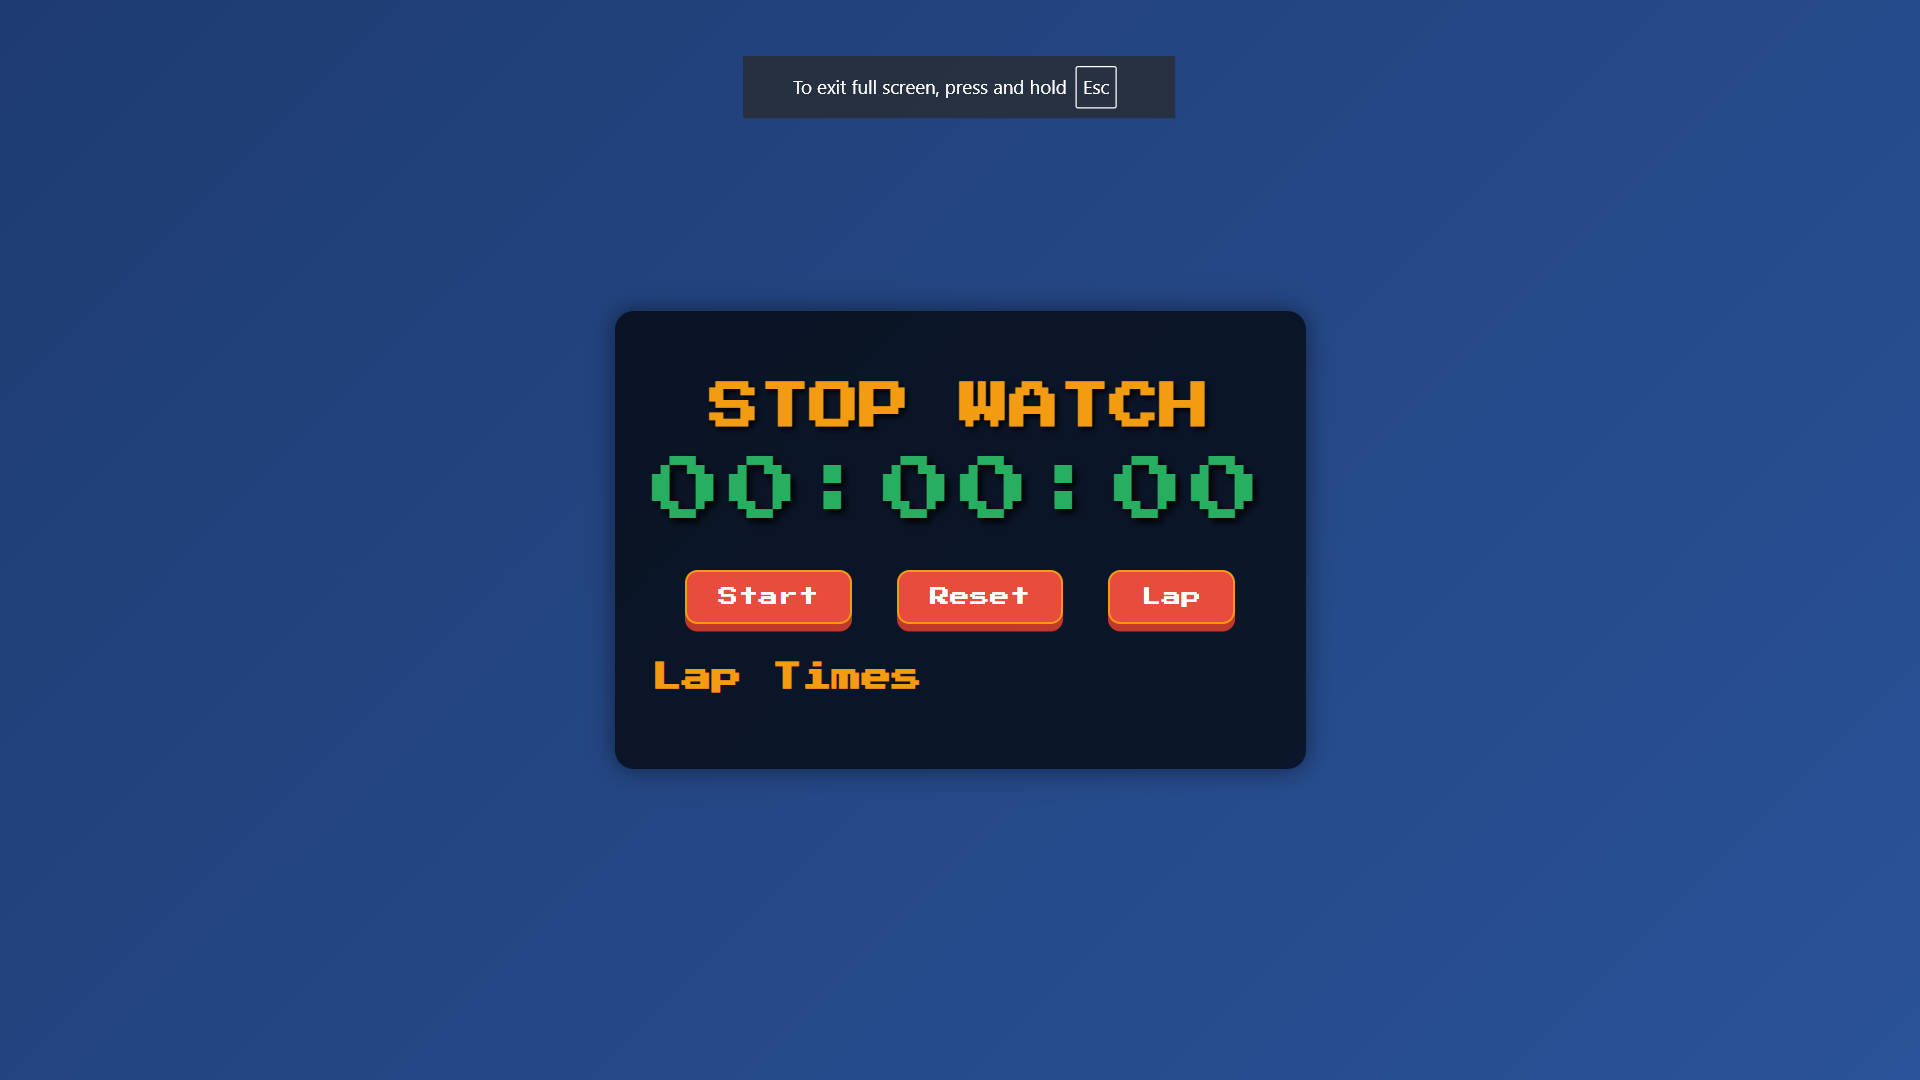 To exit full screen, press and hold Esc
STOP WATCH
00:00:00
Start Reset Lap
Lap Times